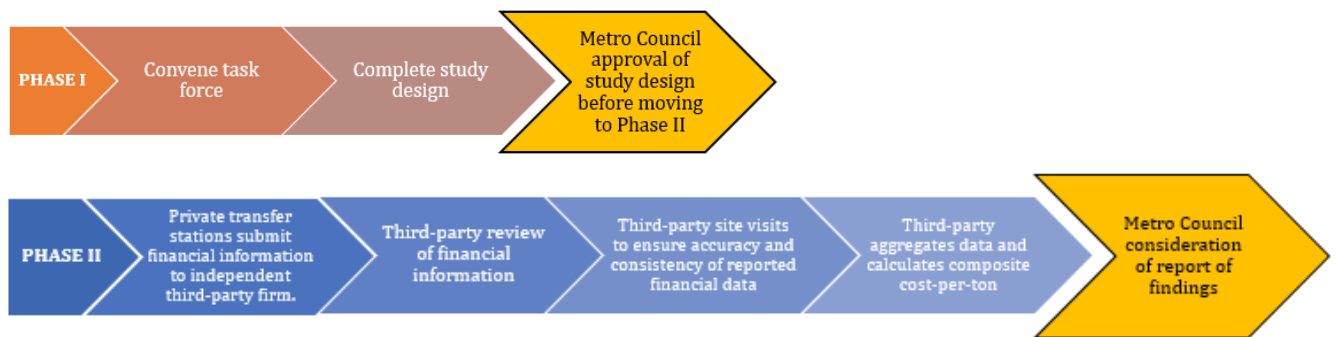 PHASE I
Convene task
force
Complete study
design
Metro Council
approval of
study design
before moving
to Phase II
PHASE II
Private transfer
stations submit
financial information
to independent
third-party firm.
Third-party review
of financial
information
Third-party site visits
to ensure accuracy and
consistency of reported
financial data
Third-party
aggregates data and
calculates composite
cost-per-ton
Metro Council
consideration
of report of
findings